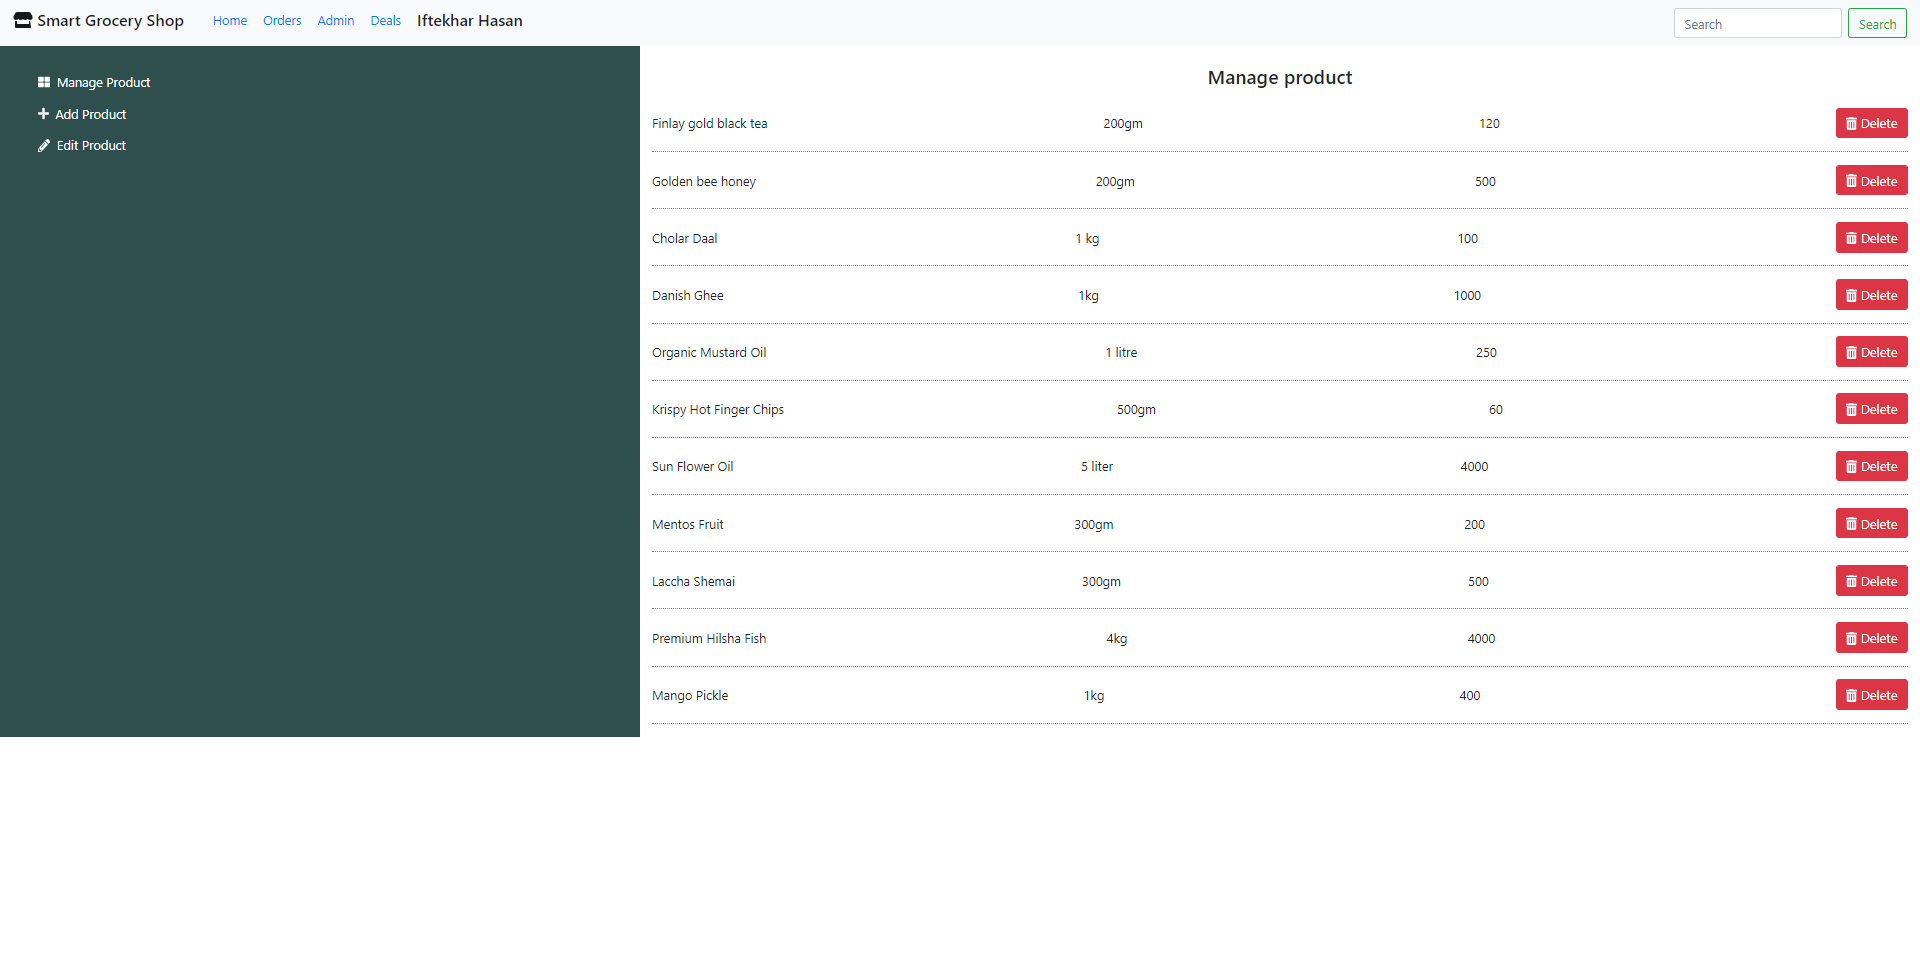 Smart Grocery Shop Home Orders Admin Deals Iftekhar Hasan Search Search
Manage Product
Add Product
Edit Product
Manage product
Finlay gold black tea 200gm 120 Delete
Golden bee honey 200gm 500 Delete
Cholar Daal 1 kg 100 Delete
Danish Ghee 1kg 1000 Delete
Organic Mustard Oil 1 litre 250 Delete
Krispy Hot Finger Chips 500gm 60 Delete
Sun Flower Oil 5 liter 4000 Delete
Mentos Fruit 300gm 200 Delete
Laccha Shemai 300gm 500 Delete
Premium Hilsha Fish 4kg 4000 Delete
Mango Pickle 1kg 400 Delete